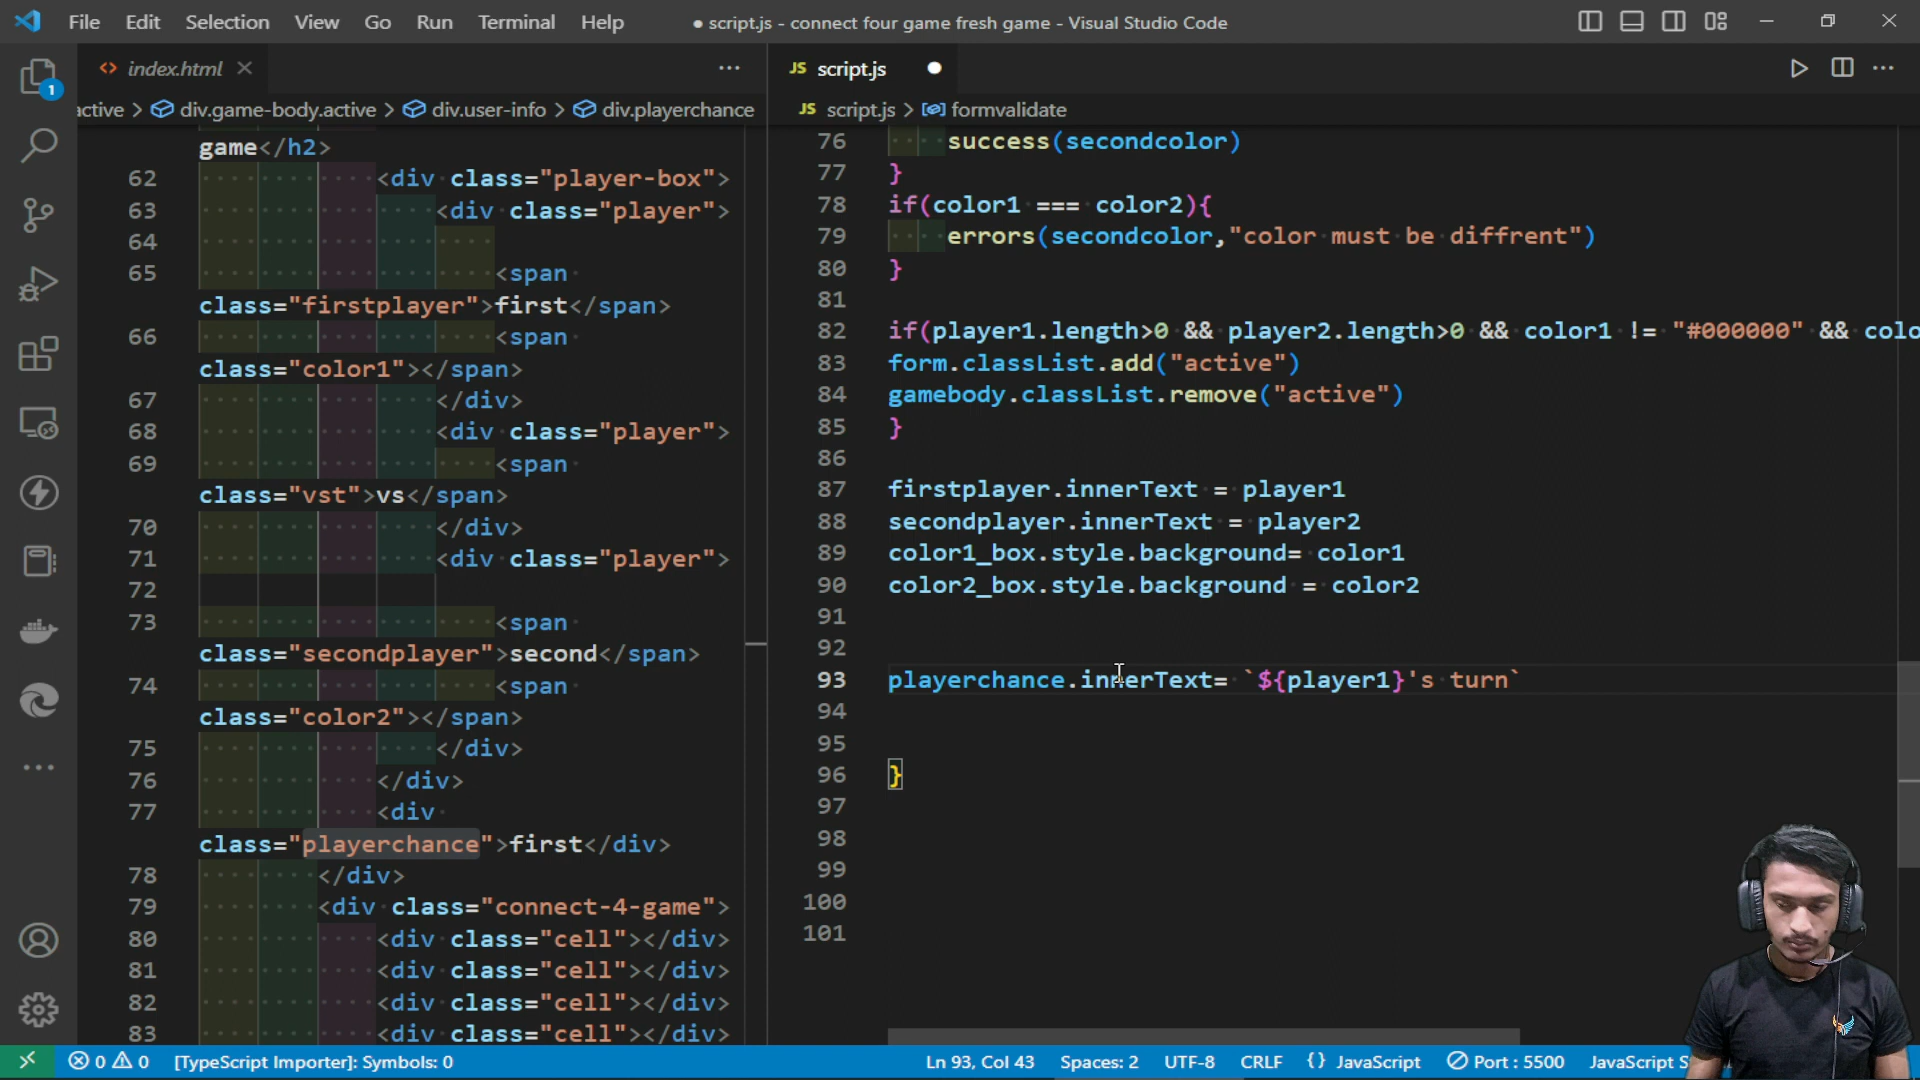 File Edit Selection View Go Run Terminal Help
● script.js - connect four game fresh game - Visual Studio Code
index.html
JS script.js
active > div.game-body.active > div.user-info > div.playerchance
JS script.js > formvalidate
1
game</h2>
62 <div class="player-box">
63 <div class="player">
64
65 <span
class="firstplayer">first</span>
66 <span
class="color1"></span>
67 </div>
68 <div class="player">
69 <span
class="vst">vs</span>
70 </div>
71 <div class="player">
72
73 <span
class="secondplayer">second</span>
74 <span
class="color2"></span>
75 </div>
76 </div>
77 <div
class="playerchance">first</div>
78 </div>
79 <div class="connect-4-game">
80 <div class="cell"></div>
81 <div class="cell"></div>
82 <div class="cell"></div>
83 <div class="cell"></div>
76 success(secondcolor)
77 }
78 if(color1 === color2){
79 errors(secondcolor,"color must be diffrent")
80 }
81
82 if(player1.length>0 && player2.length>0 && color1 != "#000000" && colo
83 form.classList.add("active")
84 gamebody.classList.remove("active")
85 }
86
87 firstplayer.innerText = player1
88 secondplayer.innerText = player2
89 color1_box.style.background= color1
90 color2_box.style.background = color2
91
92
93 playerchance.innerText= `${player1}'s turn`
94
95
96 }
97
98
99
100
101
0 0 [TypeScript Importer]: Symbols: 0
Ln 93, Col 43 Spaces: 2 UTF-8 CRLF {} JavaScript Port : 5500 JavaScript